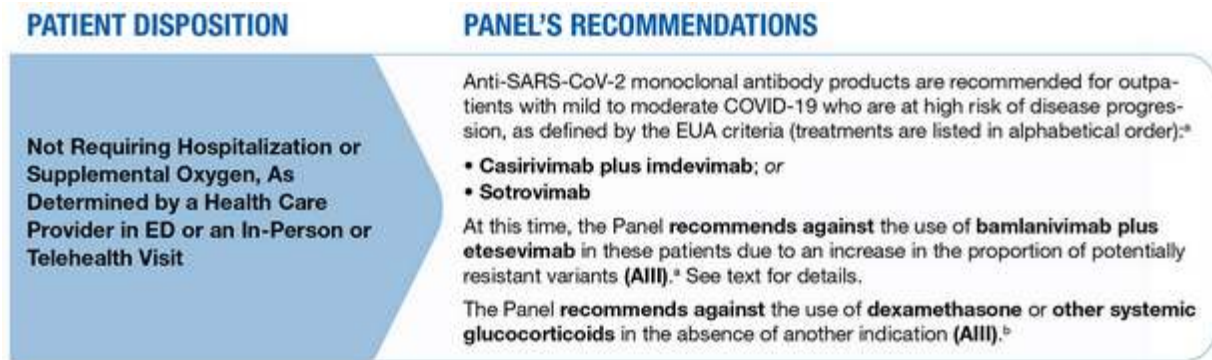 PATIENT DISPOSITION
PANEL'S RECOMMENDATIONS
Not Requiring Hospitalization or
Supplemental Oxygen, As
Determined by a Health Care
Provider in ED or an In-Person or
Telehealth Visit
Anti-SARS-CoV-2 monoclonal antibody products are recommended for outpa-
tients with mild to moderate COVID-19 who are at high risk of disease progres-
sion, as defined by the EUA criteria (treatments are listed in alphabetical order):ᵃ
• Casirivimab plus imdevimab; or
• Sotrovimab
At this time, the Panel recommends against the use of bamlanivimab plus
etesevimab in these patients due to an increase in the proportion of potentially
resistant variants (AIII).ᵃ See text for details.
The Panel recommends against the use of dexamethasone or other systemic
glucocorticoids in the absence of another indication (AIII).ᵇ